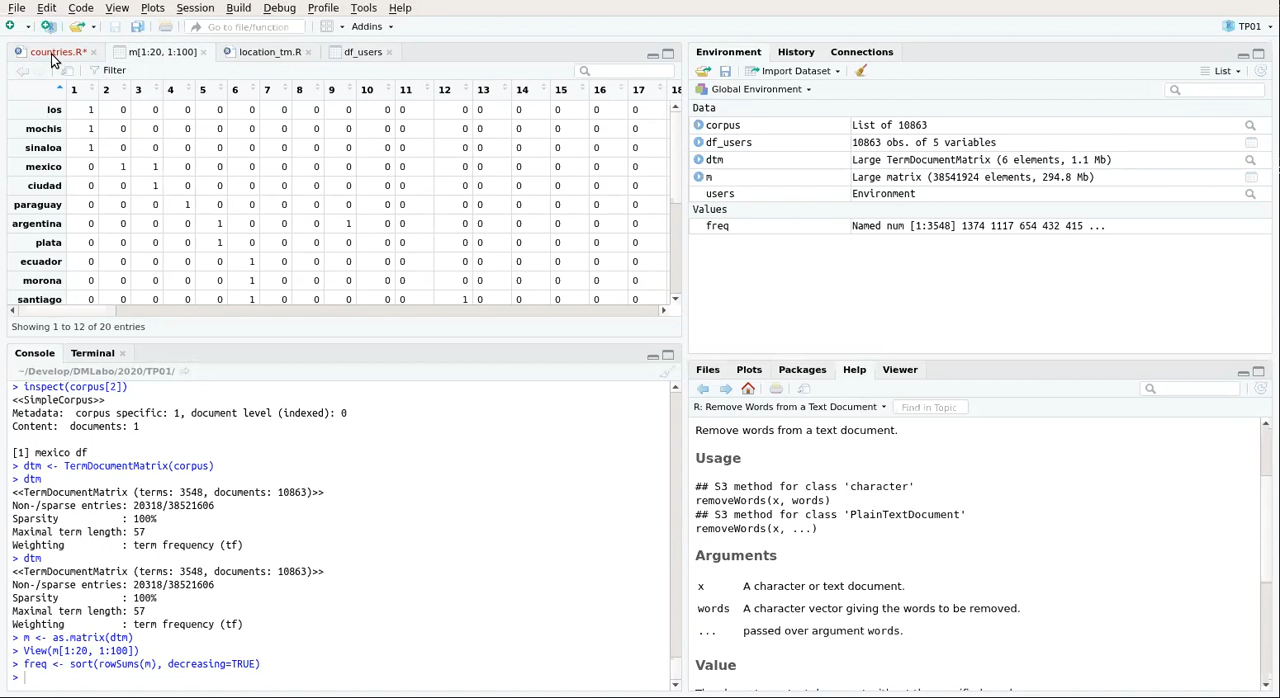 File Edit Code View Plots Session Build Debug Profile Tools Help
Go to file/function Addins TP01
countries.R* m[1:20, 1:100] location_tm.R df_users
Filter
1 2 3 4 5 6 7 8 9 10 11 12 13 14 15 16 17 18
los 1 0 0 0 0 0 0 0 0 0 0 0 0 0 0 0 0
mochis 1 0 0 0 0 0 0 0 0 0 0 0 0 0 0 0 0
sinaloa 1 0 0 0 0 0 0 0 0 0 0 0 0 0 0 0 0
mexico 0 1 1 0 0 0 0 0 0 0 0 0 0 0 0 0 0
ciudad 0 0 1 0 0 0 0 0 0 0 0 0 0 0 0 0 0
paraguay 0 0 0 1 0 0 0 0 0 0 0 0 0 0 0 0 0
argentina 0 0 0 0 1 0 0 0 1 0 0 0 0 0 0 0 0
plata 0 0 0 0 1 0 0 0 0 0 0 0 0 0 0 0 0
ecuador 0 0 0 0 0 1 0 0 0 0 0 0 0 0 0 0 0
morona 0 0 0 0 0 1 0 0 0 0 0 0 0 0 0 0 0
santiago 0 0 0 0 0 1 0 0 0 0 0 1 0 0 0 0 0
Showing 1 to 12 of 20 entries
Console Terminal
~/Develop/DMLabo/2020/TP01/
> inspect(corpus[2])
<<SimpleCorpus>>
Metadata: corpus specific: 1, document level (indexed): 0
Content: documents: 1
[1] mexico df
> dtm <- TermDocumentMatrix(corpus)
> dtm
<<TermDocumentMatrix (terms: 3548, documents: 10863)>>
Non-/sparse entries: 20318/38521606
Sparsity : 100%
Maximal term length: 57
Weighting : term frequency (tf)
> dtm
<<TermDocumentMatrix (terms: 3548, documents: 10863)>>
Non-/sparse entries: 20318/38521606
Sparsity : 100%
Maximal term length: 57
Weighting : term frequency (tf)
> m <- as.matrix(dtm)
> View(m[1:20, 1:100])
> freq <- sort(rowSums(m), decreasing=TRUE)
>
Environment History Connections
Import Dataset List
Global Environment
Data
corpus List of 10863
df_users 10863 obs. of 5 variables
dtm Large TermDocumentMatrix (6 elements, 1.1 Mb)
m Large matrix (38541924 elements, 294.8 Mb)
users Environment
Values
freq Named num [1:3548] 1374 1117 654 432 415 ...
Files Plots Packages Help Viewer
R: Remove Words from a Text Document Find in Topic
Remove words from a text document.
Usage
## S3 method for class 'character'
removeWords(x, words)
## S3 method for class 'PlainTextDocument'
removeWords(x, ...)
Arguments
x A character or text document.
words A character vector giving the words to be removed.
... passed over argument words.
Value